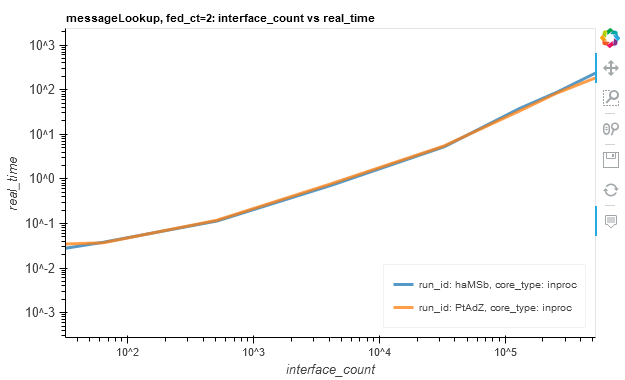 messageLookup, fed_ct=2: interface_count vs real_time
10^3
10^2
10^1
10^0
10^-1
10^-2
10^-3
real_time
run_id: haMSb, core_type: inproc
run_id: PtAdZ, core_type: inproc
10^2
10^3
10^4
10^5
interface_count